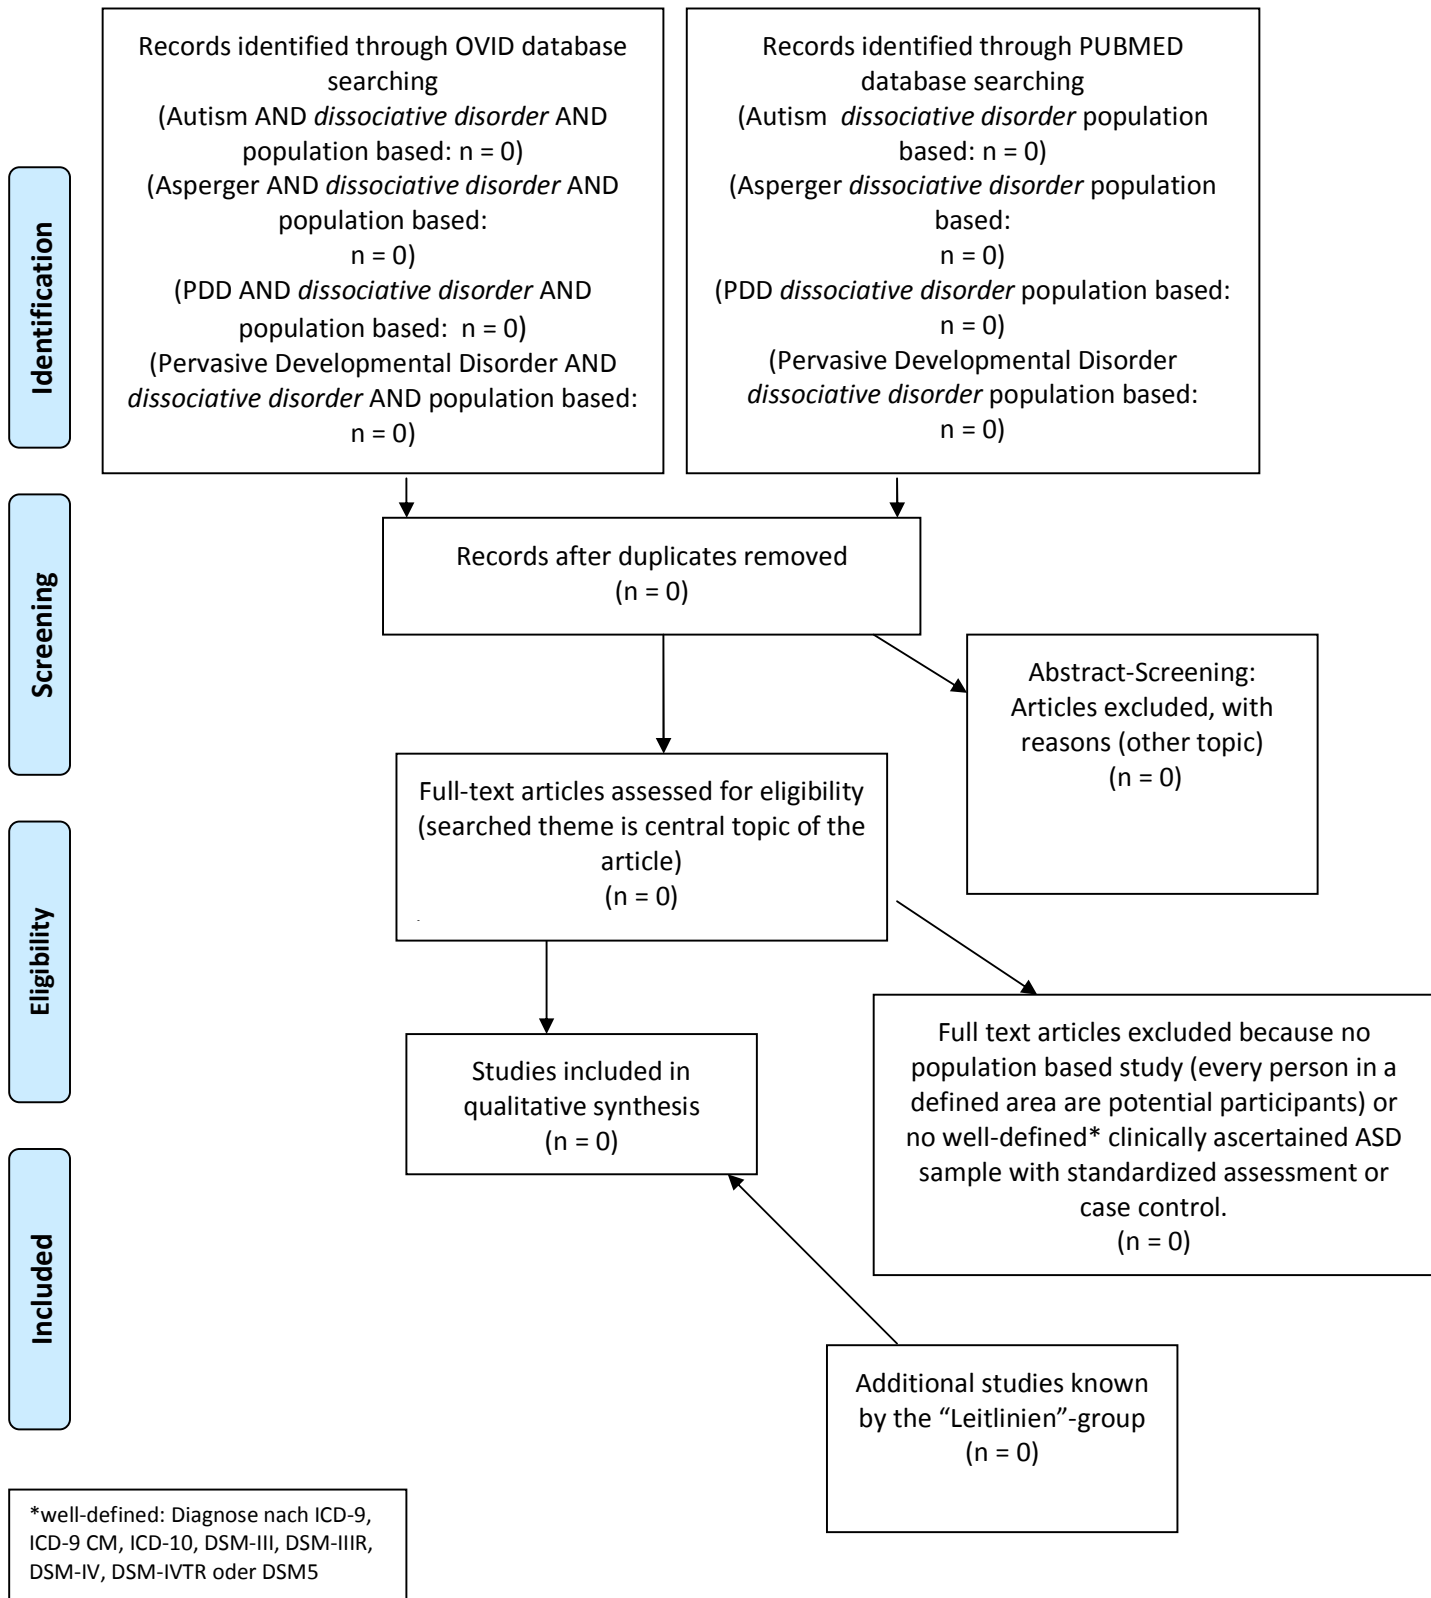 Records identified through OVID database
searching
(Autism AND dissociative disorder AND
population based: n = 0)
(Asperger AND dissociative disorder AND
population based:
n = 0)
(PDD AND dissociative disorder AND
population based: n = 0)
(Pervasive Developmental Disorder AND
dissociative disorder AND population based:
n = 0)
Records identified through PUBMED
database searching
(Autism dissociative disorder population
based: n = 0)
(Asperger dissociative disorder population
based:
n = 0)
(PDD dissociative disorder population based:
n = 0)
(Pervasive Developmental Disorder
dissociative disorder population based:
n = 0)
Identification
Records after duplicates removed
(n = 0)
Screening
Abstract-Screening:
Articles excluded, with
reasons (other topic)
(n = 0)
Full-text articles assessed for eligibility
(searched theme is central topic of the
article)
(n = 0)
Eligibility
Full text articles excluded because no
population based study (every person in a
defined area are potential participants) or
no well-defined* clinically ascertained ASD
sample with standardized assessment or
case control.
(n = 0)
Studies included in
qualitative synthesis
(n = 0)
Included
Additional studies known
by the “Leitlinien”-group
(n = 0)
*well-defined: Diagnose nach ICD-9,
ICD-9 CM, ICD-10, DSM-III, DSM-IIIR,
DSM-IV, DSM-IVTR oder DSM5